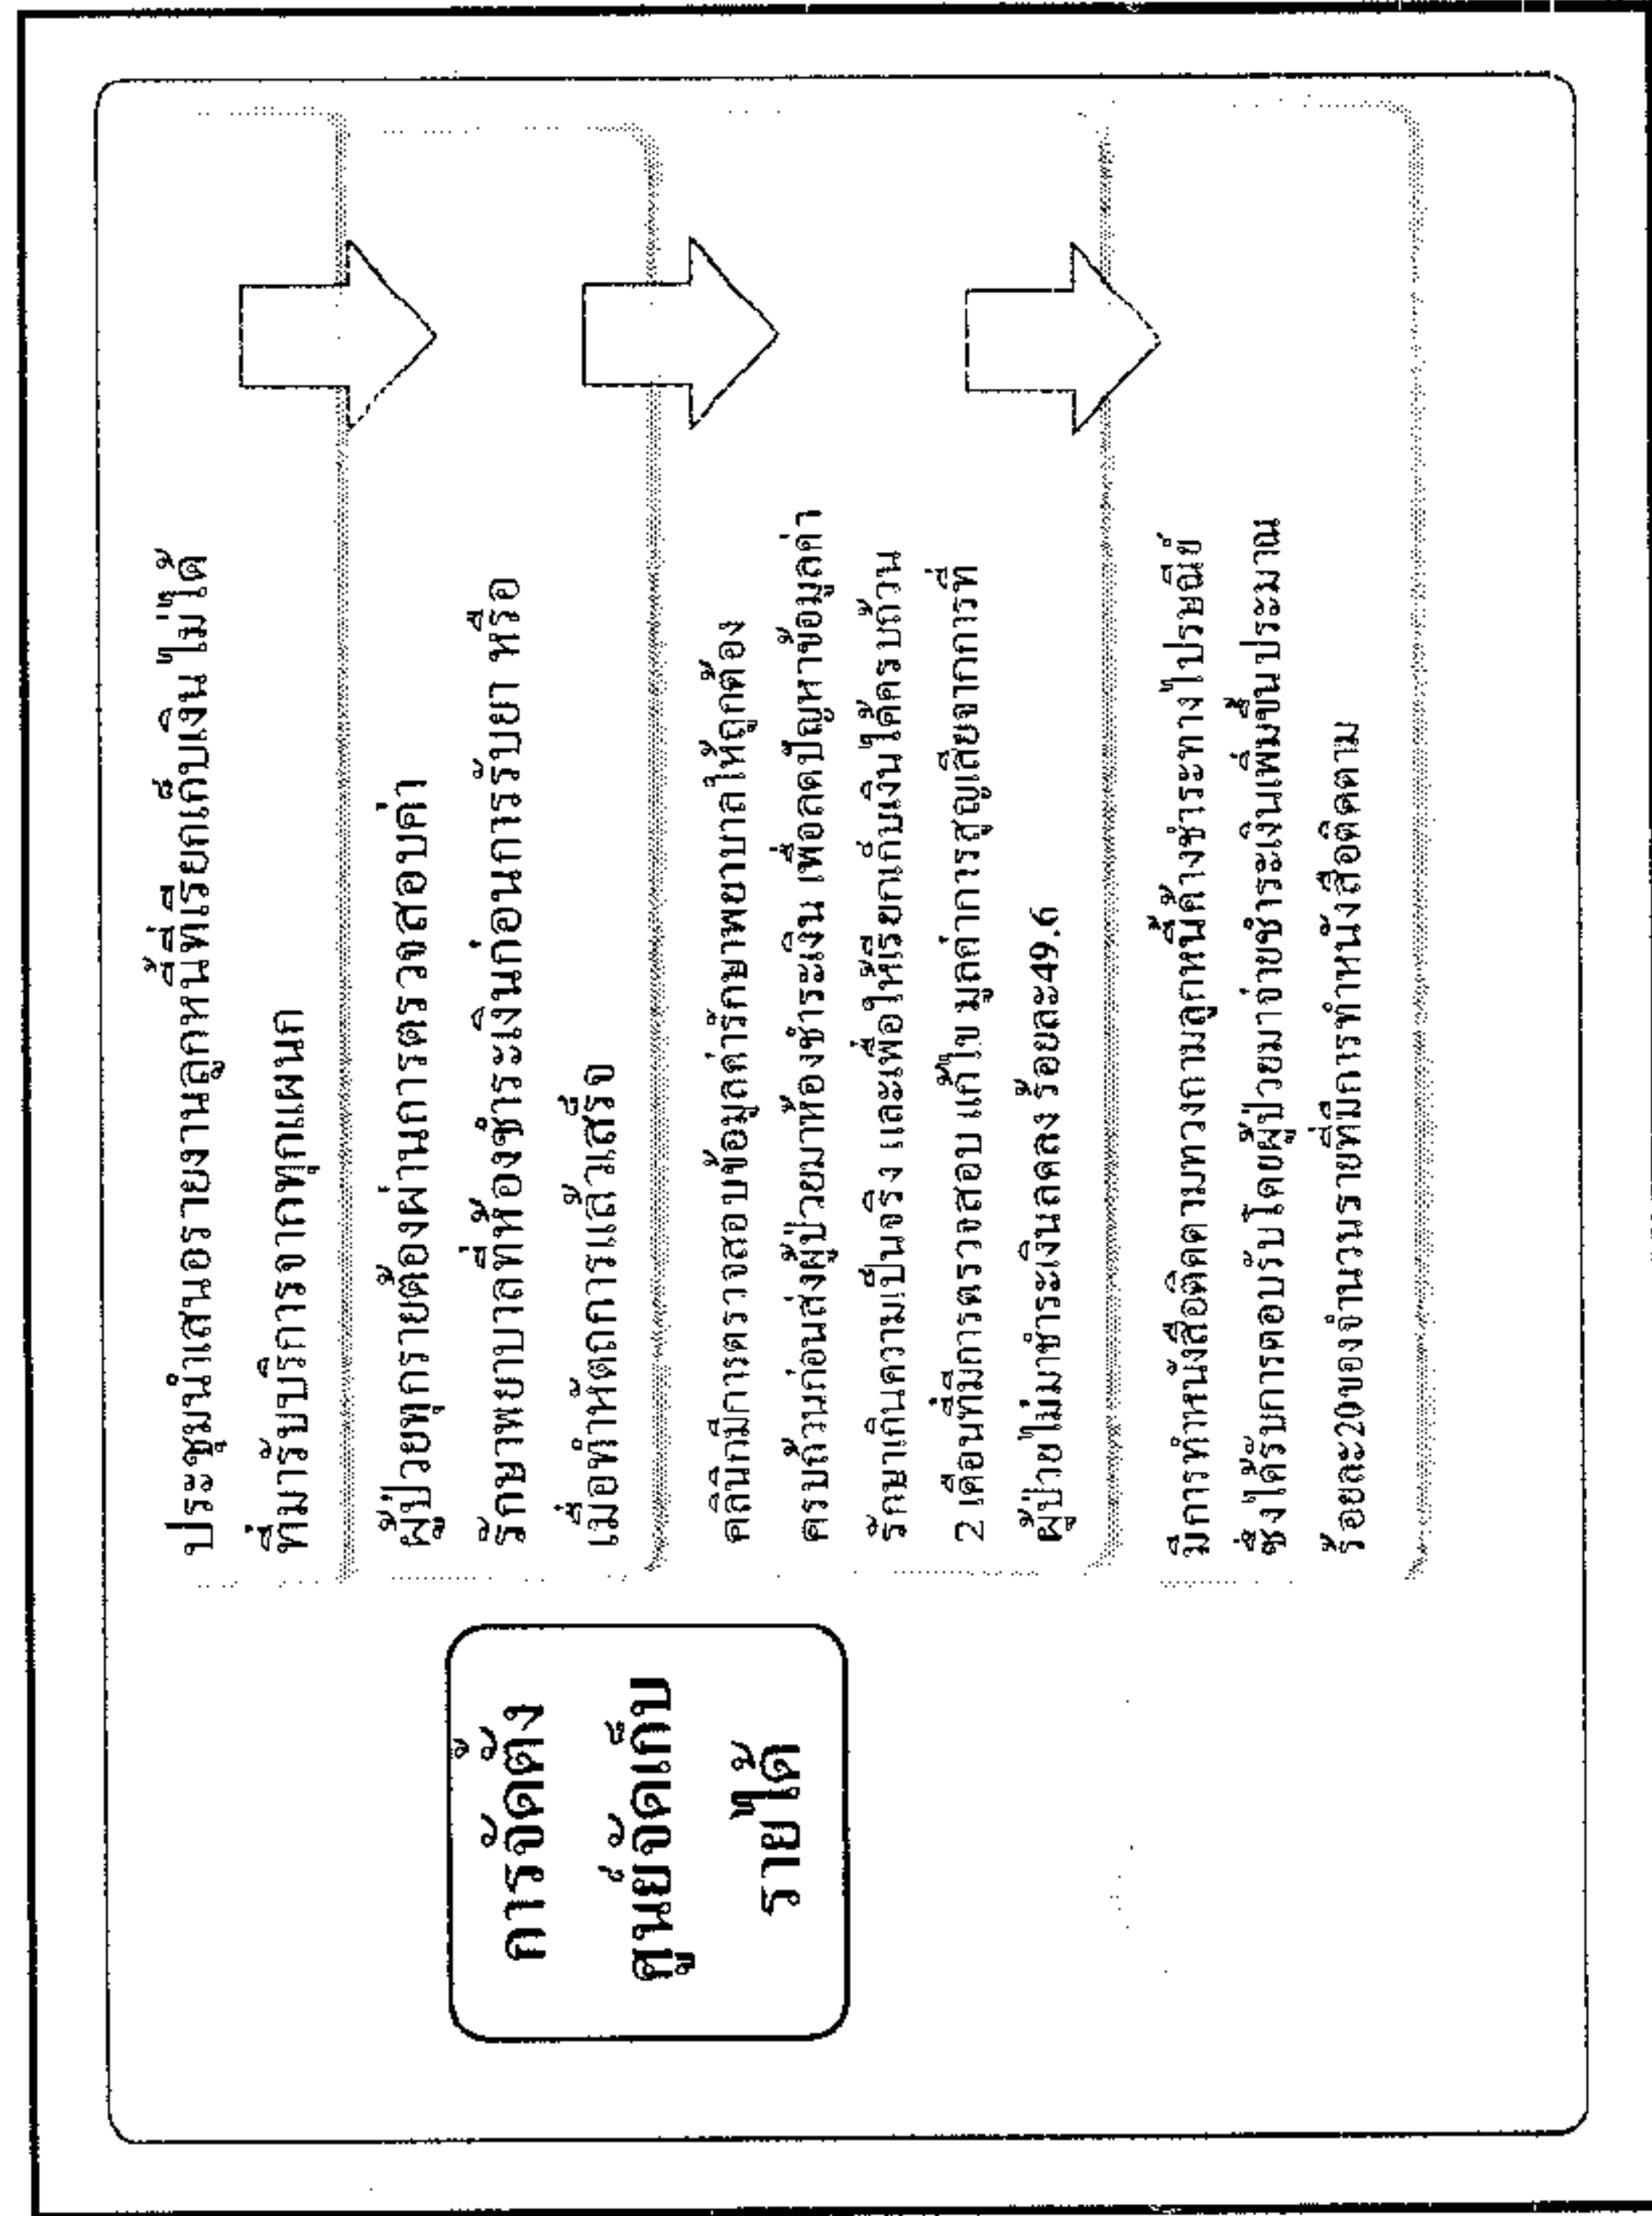 การจัดตั้ง
ศูนย์จัดเก็บ
รายได้
ประชุมนำเสนอรายงานลูกหนี้ที่เรียกเก็บเงินไม่ได้
ที่มารับบริการจากทุกแผนก
ผู้ป่วยทุกรายต้องผ่านการตรวจสอบค่า
รักษาพยาบาลที่ห้องชำระเงินก่อนการรับยา หรือ
เมื่อทำหัตถการแล้วเสร็จ
คลินิกมีการตรวจสอบข้อมูลค่ารักษาพยาบาลให้ถูกต้อง
ครบถ้วนก่อนส่งผู้ป่วยมาห้องชำระเงิน เพื่อลดปัญหาข้อมูลค่า
รักษาเกินความเป็นจริง และเพื่อให้เรียกเก็บเงินได้ครบถ้วน
2 เดือนที่มีการตรวจสอบ แก้ไข มูลค่าการสูญเสียจากการที่
ผู้ป่วยไม่มาชำระเงินลดลง ร้อยละ49.6
มีการทำหนังสือติดตามทวงถามลูกหนี้ค้างชำระทางไปรษณีย์
ซึ่งได้รับการตอบรับโดยผู้ป่วยมาจ่ายชำระเงินเพิ่มขึ้นประมาณ
ร้อยละ20ของจำนวนรายที่มีการทำหนังสือติดตาม